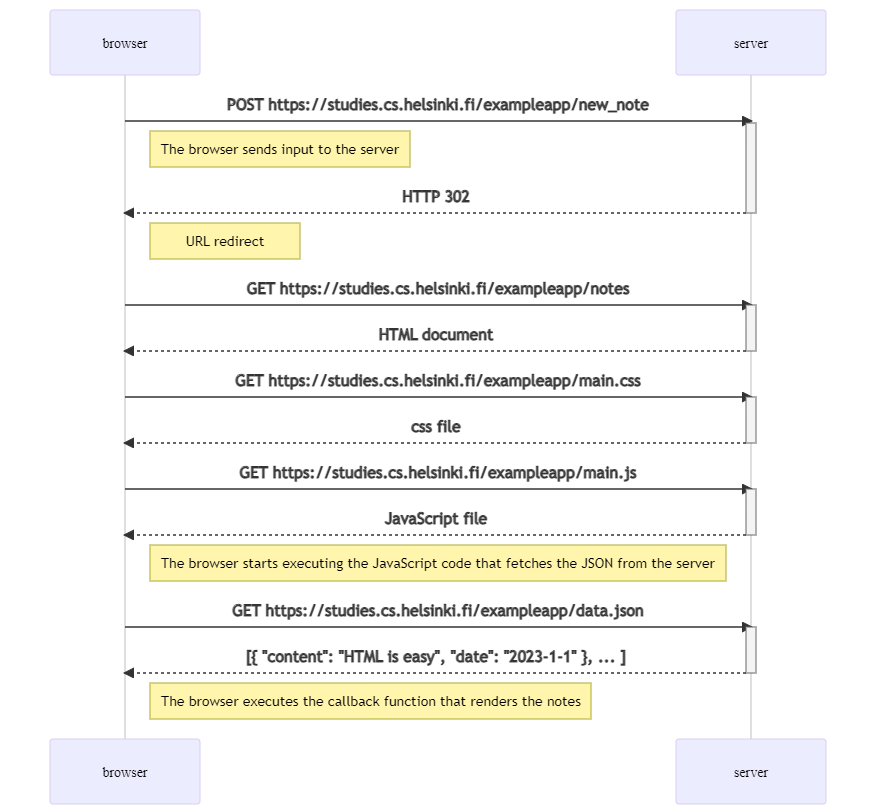 browser
server
POST https://studies.cs.helsinki.fi/exampleapp/new_note
The browser sends input to the server
HTTP 302
URL redirect
GET https://studies.cs.helsinki.fi/exampleapp/notes
HTML document
GET https://studies.cs.helsinki.fi/exampleapp/main.css
css file
GET https://studies.cs.helsinki.fi/exampleapp/main.js
JavaScript file
The browser starts executing the JavaScript code that fetches the JSON from the server
GET https://studies.cs.helsinki.fi/exampleapp/data.json
[{ "content": "HTML is easy", "date": "2023-1-1" }, ... ]
The browser executes the callback function that renders the notes
browser
server